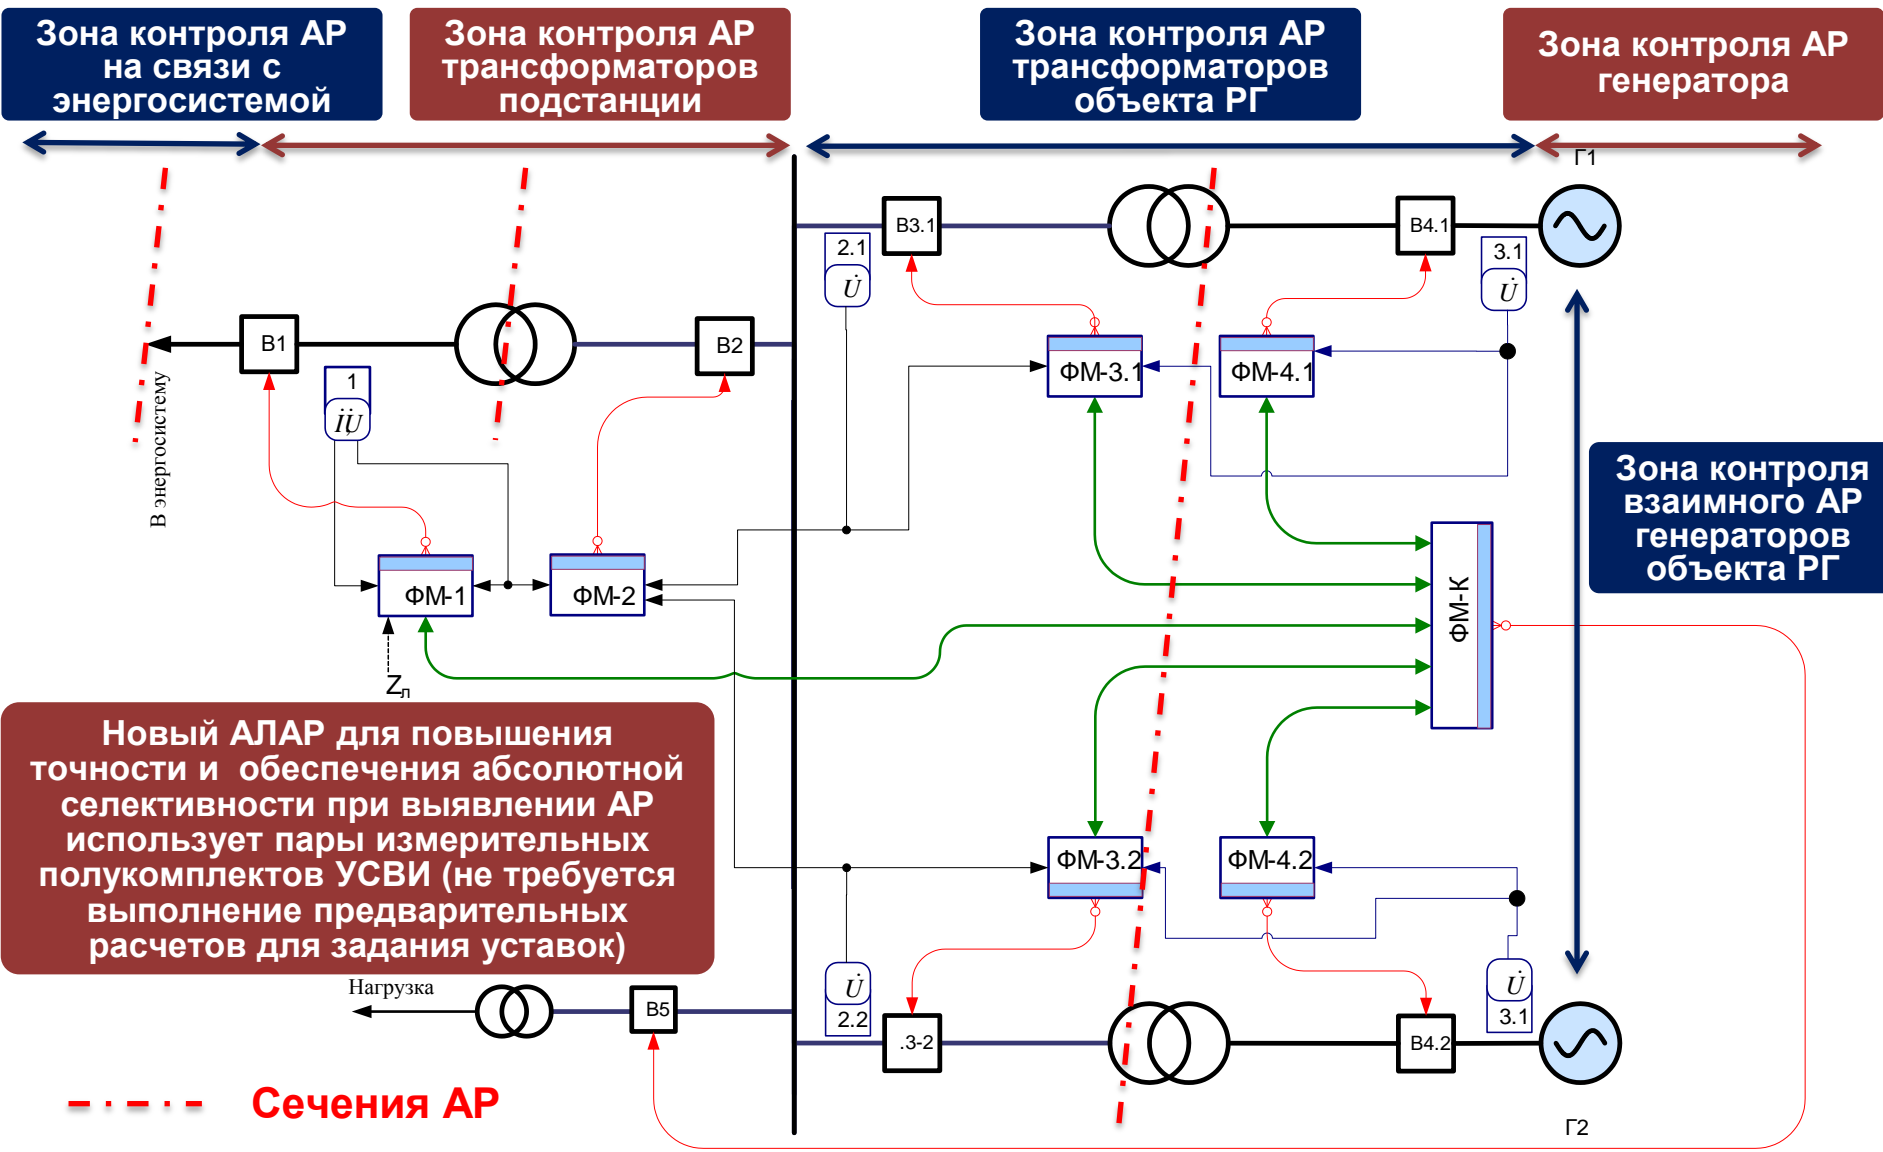 Зона контроля АР
на связи с
энергосистемой
Зона контроля АР
трансформаторов
подстанции
Зона контроля АР
трансформаторов
объекта РГ
Зона контроля АР
генератора
Г1
В3.1
В4.1
2.1
U̇
3.1
U̇
В1
В2
1
İ,U̇
В энергосистему
ФМ-3.1
ФМ-4.1
Зона контроля
взаимного АР
генераторов
объекта РГ
ФМ-1
ФМ-2
ФМ-К
Zл
Новый АЛАР для повышения
точности и обеспечения абсолютной
селективности при выявлении АР
использует пары измерительных
полукомплектов УСВИ (не требуется
выполнение предварительных
расчетов для задания уставок)
ФМ-3.2
ФМ-4.2
Нагрузка
В5
U̇
2.2
.3-2
В4.2
U̇
3.1
Сечения АР
Г2